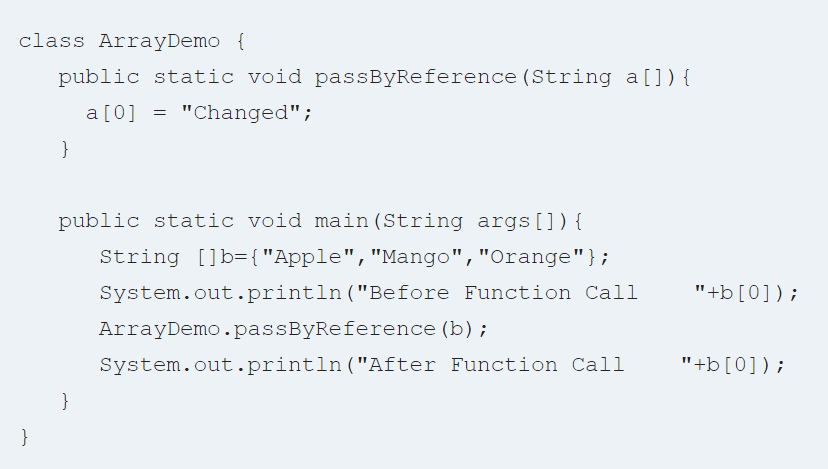 class ArrayDemo {
   public static void passByReference(String a[]){
     a[0] = "Changed";
   }

   public static void main(String args[]){
      String []b={"Apple","Mango","Orange"};
      System.out.println("Before Function Call    "+b[0]);
      ArrayDemo.passByReference(b);
      System.out.println("After Function Call    "+b[0]);
   }
}